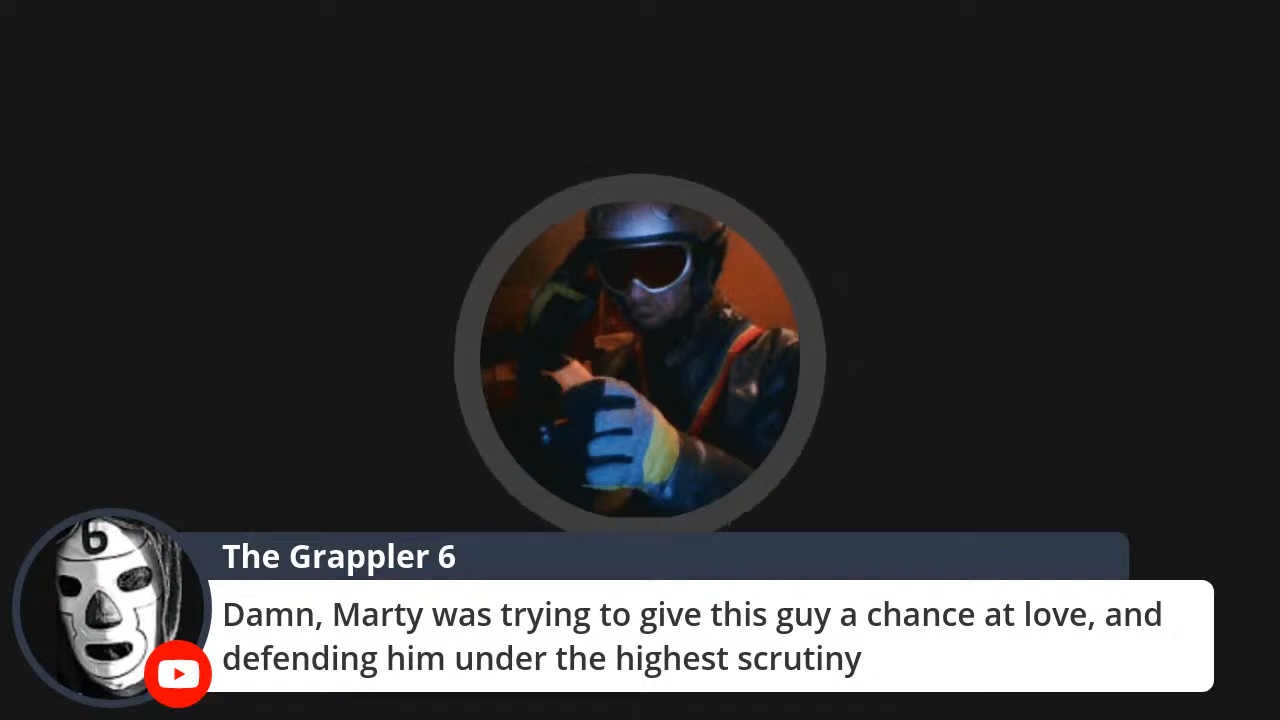 6
The Grappler 6
Damn, Marty was trying to give this guy a chance at love, and
defending him under the highest scrutiny